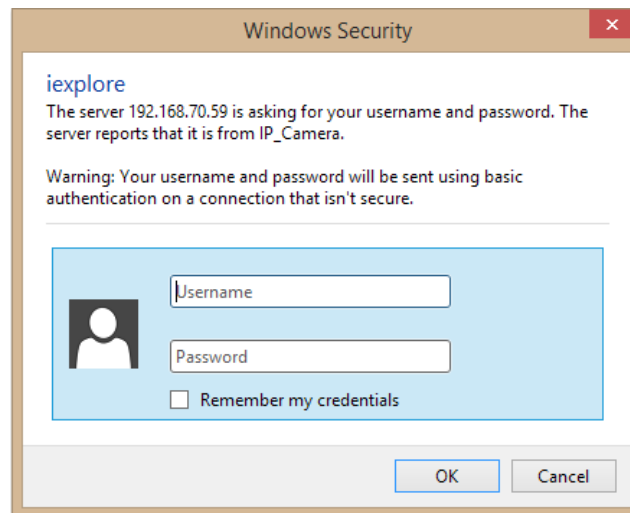 Windows Security
iexplore
The server 192.168.70.59 is asking for your username and password. The
server reports that it is from IP_Camera.
Warning: Your username and password will be sent using basic
authentication on a connection that isn't secure.
Username
Password
Remember my credentials
OK
Cancel